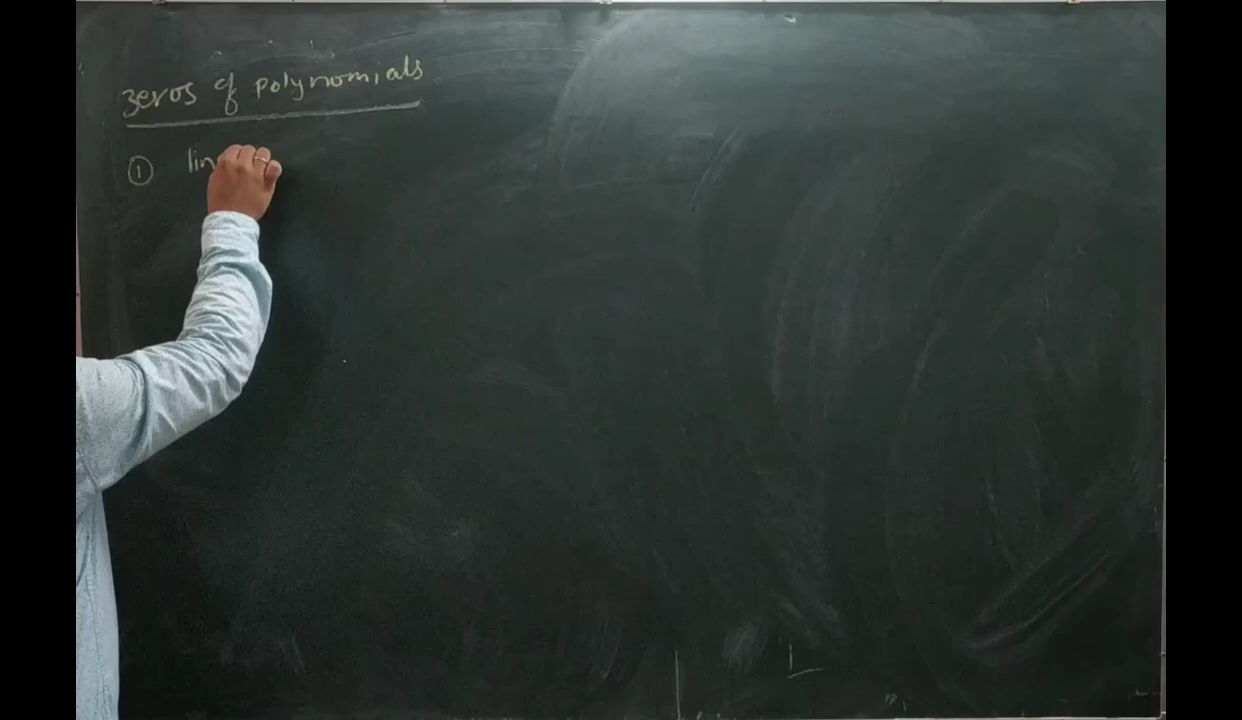 zeros of polynomials
① lin